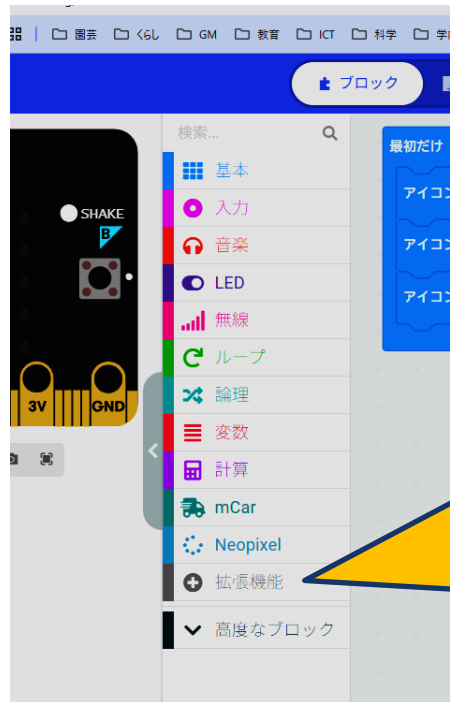 園芸 くらし GM 教育 ICT 科学
ブロック
検索...
最初だけ
基本
アイコン
SHAKE
B
入力
音楽
アイコン
LED
アイコン
無線
ループ
論理
3V GND
変数
計算
mCar
Neopixel
拡張機能
高度なブロック